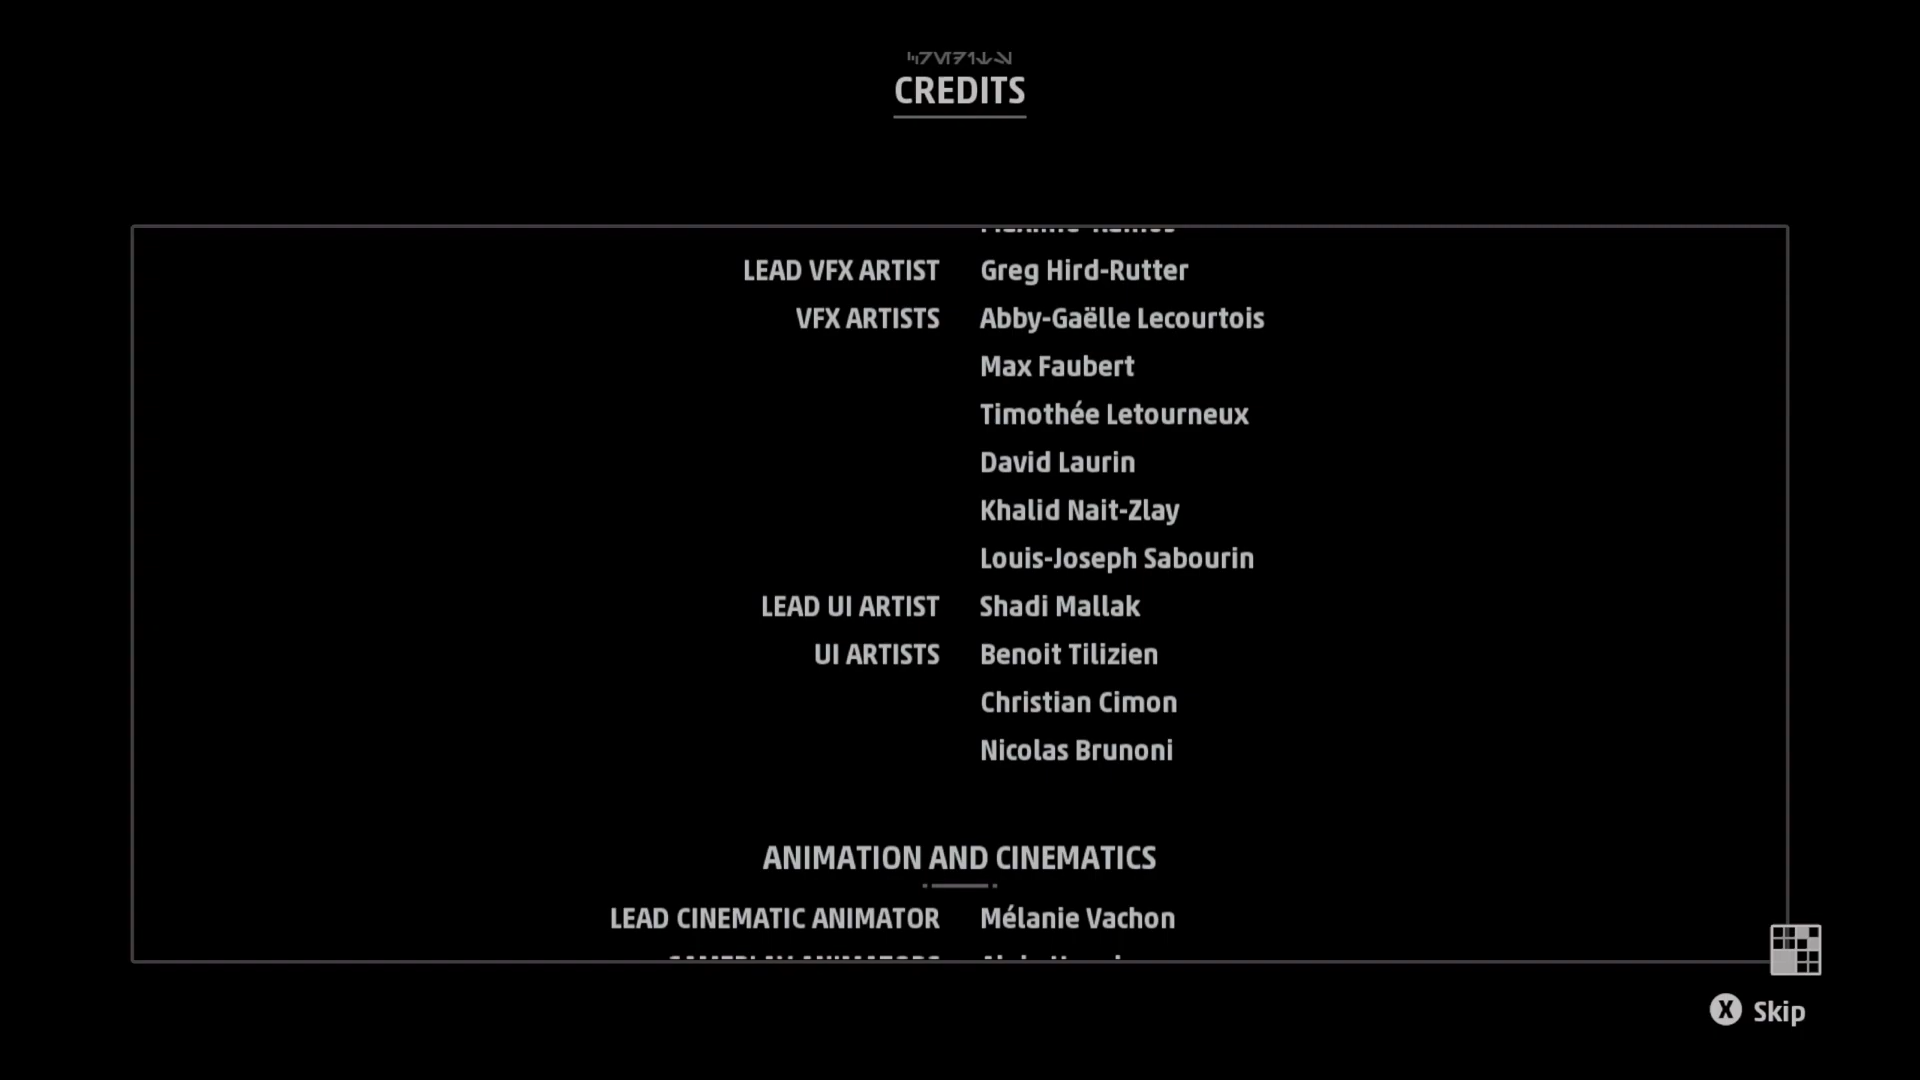 CREDITS
LEAD VFX ARTIST Greg Hird-Rutter
VFX ARTISTS Abby-Gaëlle Lecourtois
Max Faubert
Timothée Letourneux
David Laurin
Khalid Nait-Zlay
Louis-Joseph Sabourin
LEAD UI ARTIST Shadi Mallak
UI ARTISTS Benoit Tilizien
Christian Cimon
Nicolas Brunoni
ANIMATION AND CINEMATICS
LEAD CINEMATIC ANIMATOR Mélanie Vachon
X Skip